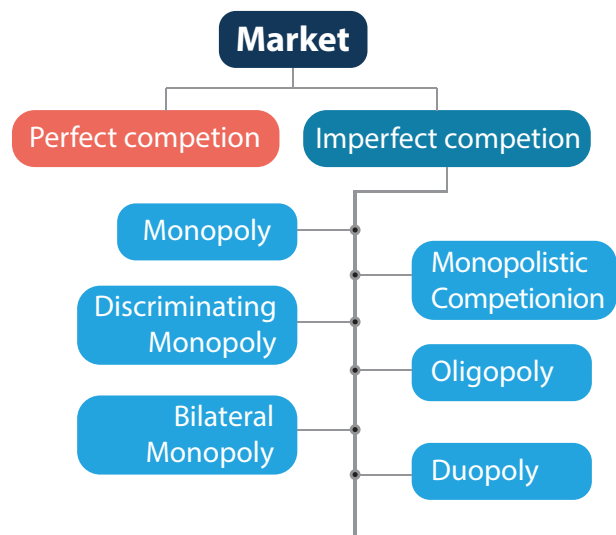 Market
Perfect competion
Imperfect competion
Monopoly
Monopolistic
Competionion
Discriminating
Monopoly
Oligopoly
Bilateral
Monopoly
Duopoly